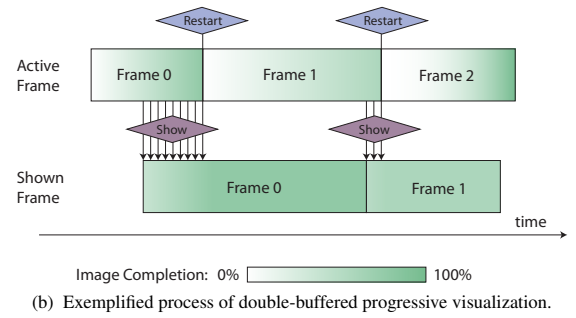 Restart
Restart
Active
Frame
Frame 0
Frame 1
Frame 2
Show
Show
Shown
Frame
Frame 0
Frame 1
time
Image Completion: 0% 100%
(b) Exemplified process of double-buffered progressive visualization.